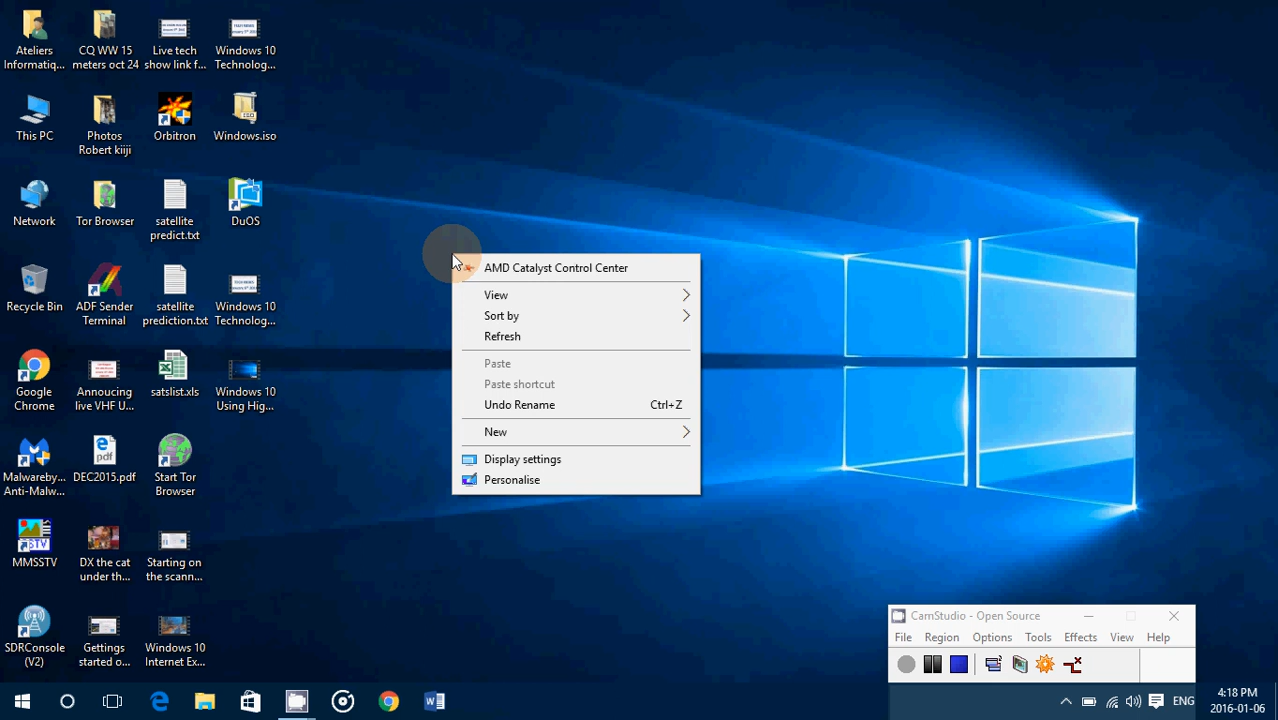 Ateliers
Informatiq...
CQ WW 15
meters oct 24
Live tech
show link f...
Windows 10
Technolog...
This PC
Photos
Robert kiiji
Orbitron
Windows.iso
Network
Tor Browser
satellite
predict.txt
DuOS
Recycle Bin
ADF Sender
Terminal
satellite
prediction.txt
Windows 10
Technolog...
Google
Chrome
Annoucing
live VHF U...
satslist.xls
Windows 10
Using Hig...
Malwareby...
Anti-Malw...
pdf
DEC2015.pdf
Start Tor
Browser
MMSSTV
DX the cat
under th...
Starting on
the scann...
SDRConsole
(V2)
Gettings
started o...
Windows 10
Internet Ex...
AMD Catalyst Control Center
View
Sort by
Refresh
Paste
Paste shortcut
Undo Rename Ctrl+Z
New
Display settings
Personalise
CamStudio - Open Source
File Region Options Tools Effects View Help
ENG
4:18 PM
2016-01-06